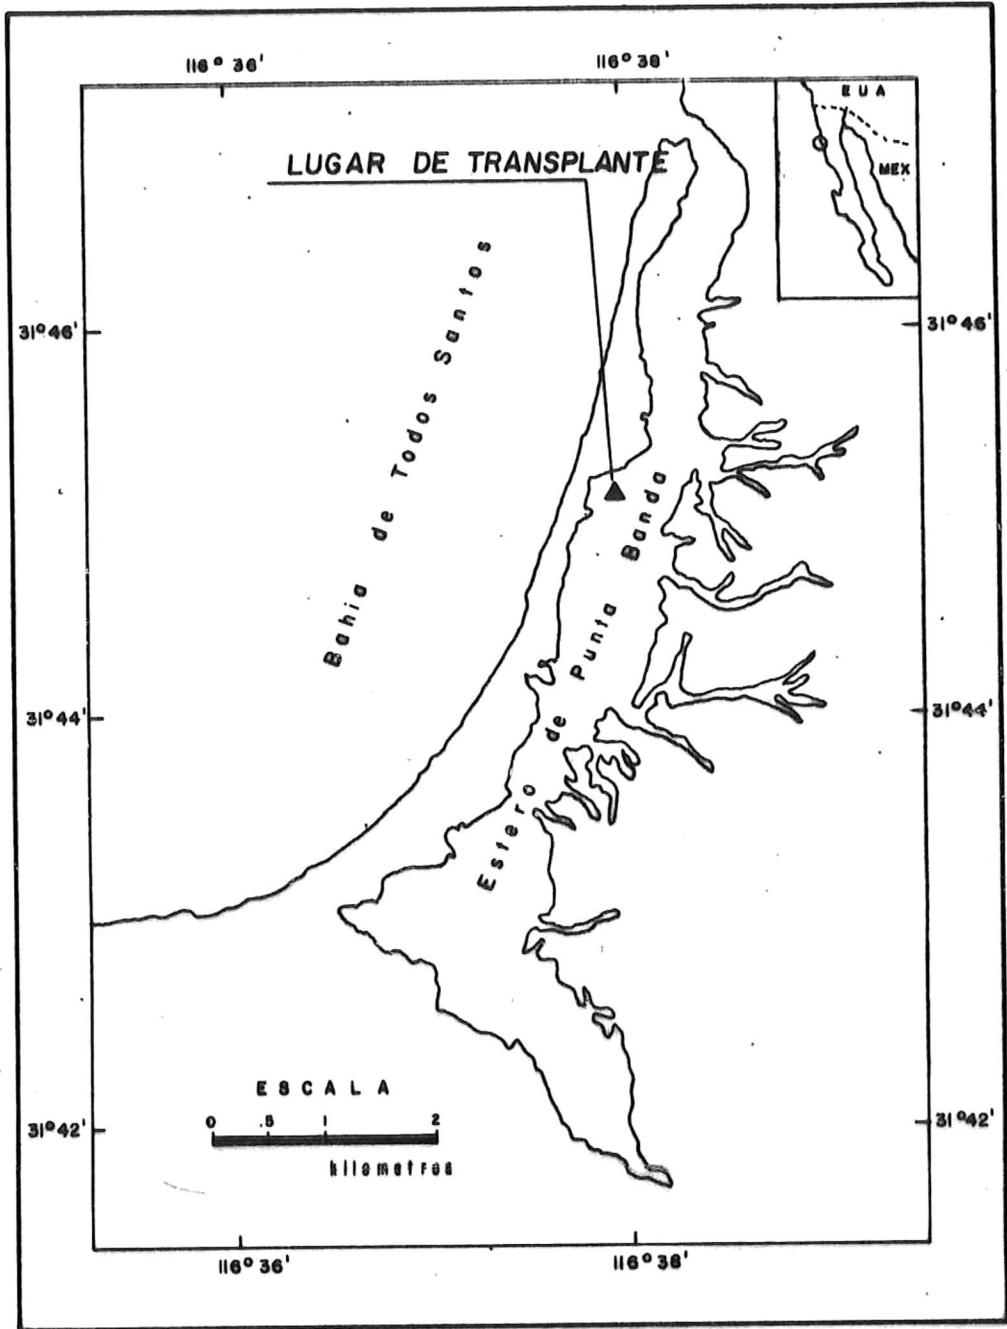 116° 36'
116° 38'
EUA
MEX
LUGAR DE TRANSPLANTE
31°46'
31°46'
Bahia de Todos Santos
Estero de Punta Banda
31°44'
31°44'
ESCALA
0 .5 1 2
kilometros
31°42'
31°42'
116°36'
116°38'